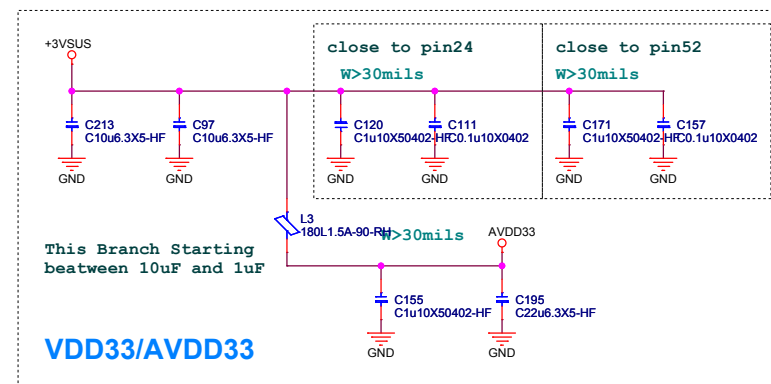 +3VSUS
close to pin24
close to pin52
W>30mils
W>30mils
C213
C10u6.3X5-HF
C97
C10u6.3X5-HF
C120
C1u10X50402-HF
C111
C0.1u10X0402
C171
C1u10X50402-HF
C157
C0.1u10X0402
GND
GND
GND
GND
GND
GND
L3
180L1.5A-90-RH
W>30mils
AVDD33
This Branch Starting
beatween 10uF and 1uF
C155
C1u10X50402-HF
C195
C22u6.3X5-HF
GND
GND
VDD33/AVDD33